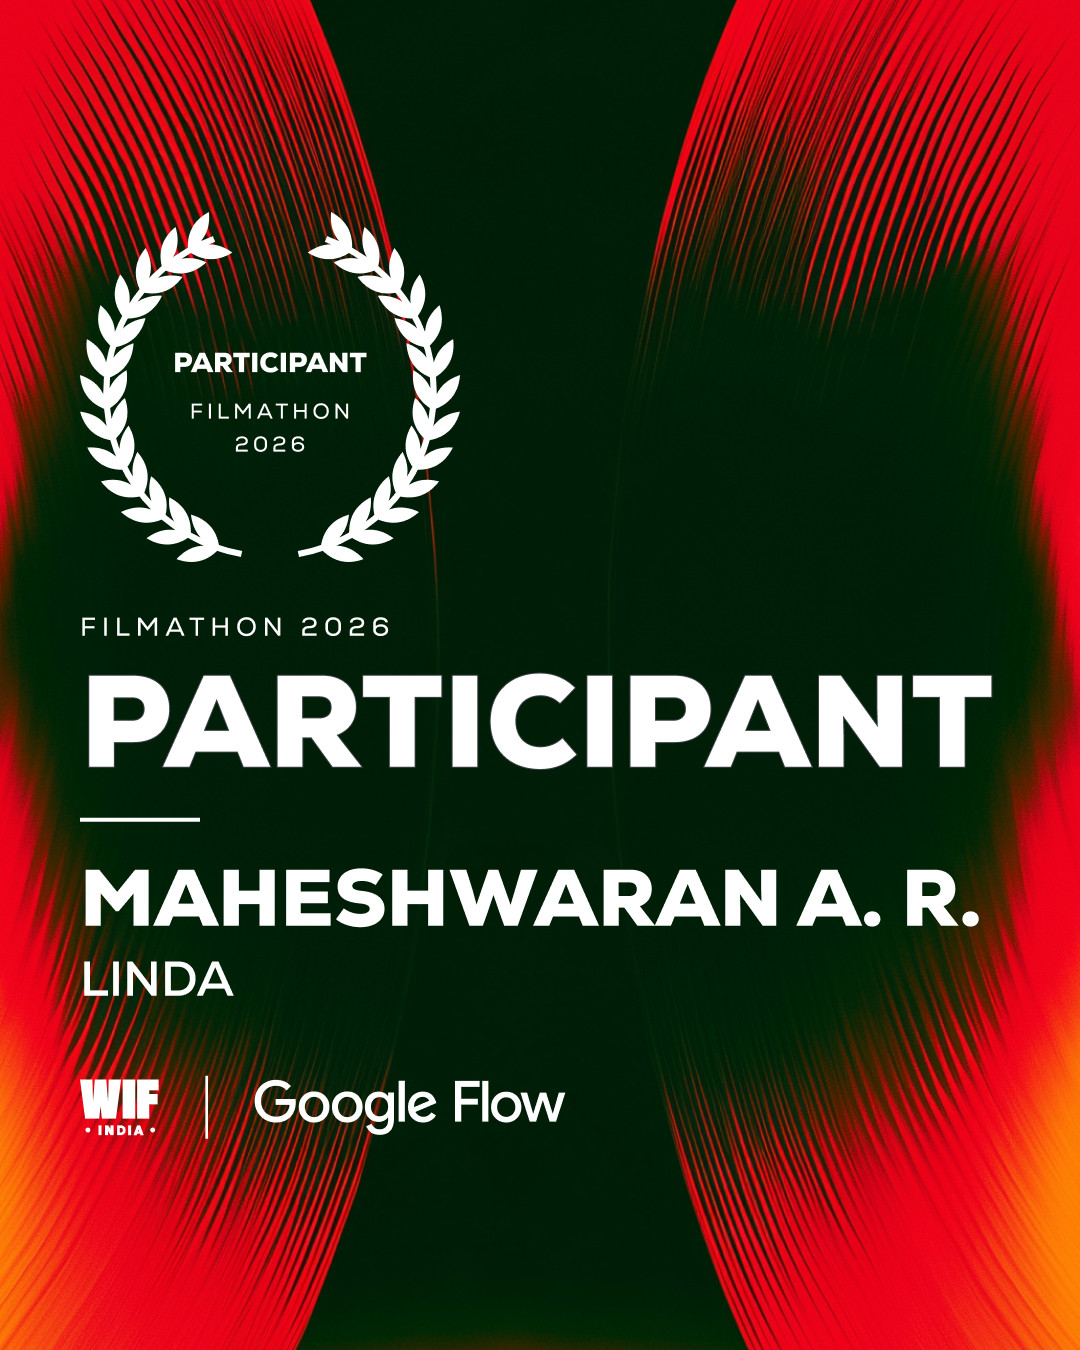 PARTICIPANT
FILMATHON
2026
FILMATHON 2026
PARTICIPANT
MAHESHWARAN A. R.
LINDA
WIF
• INDIA •
Google Flow